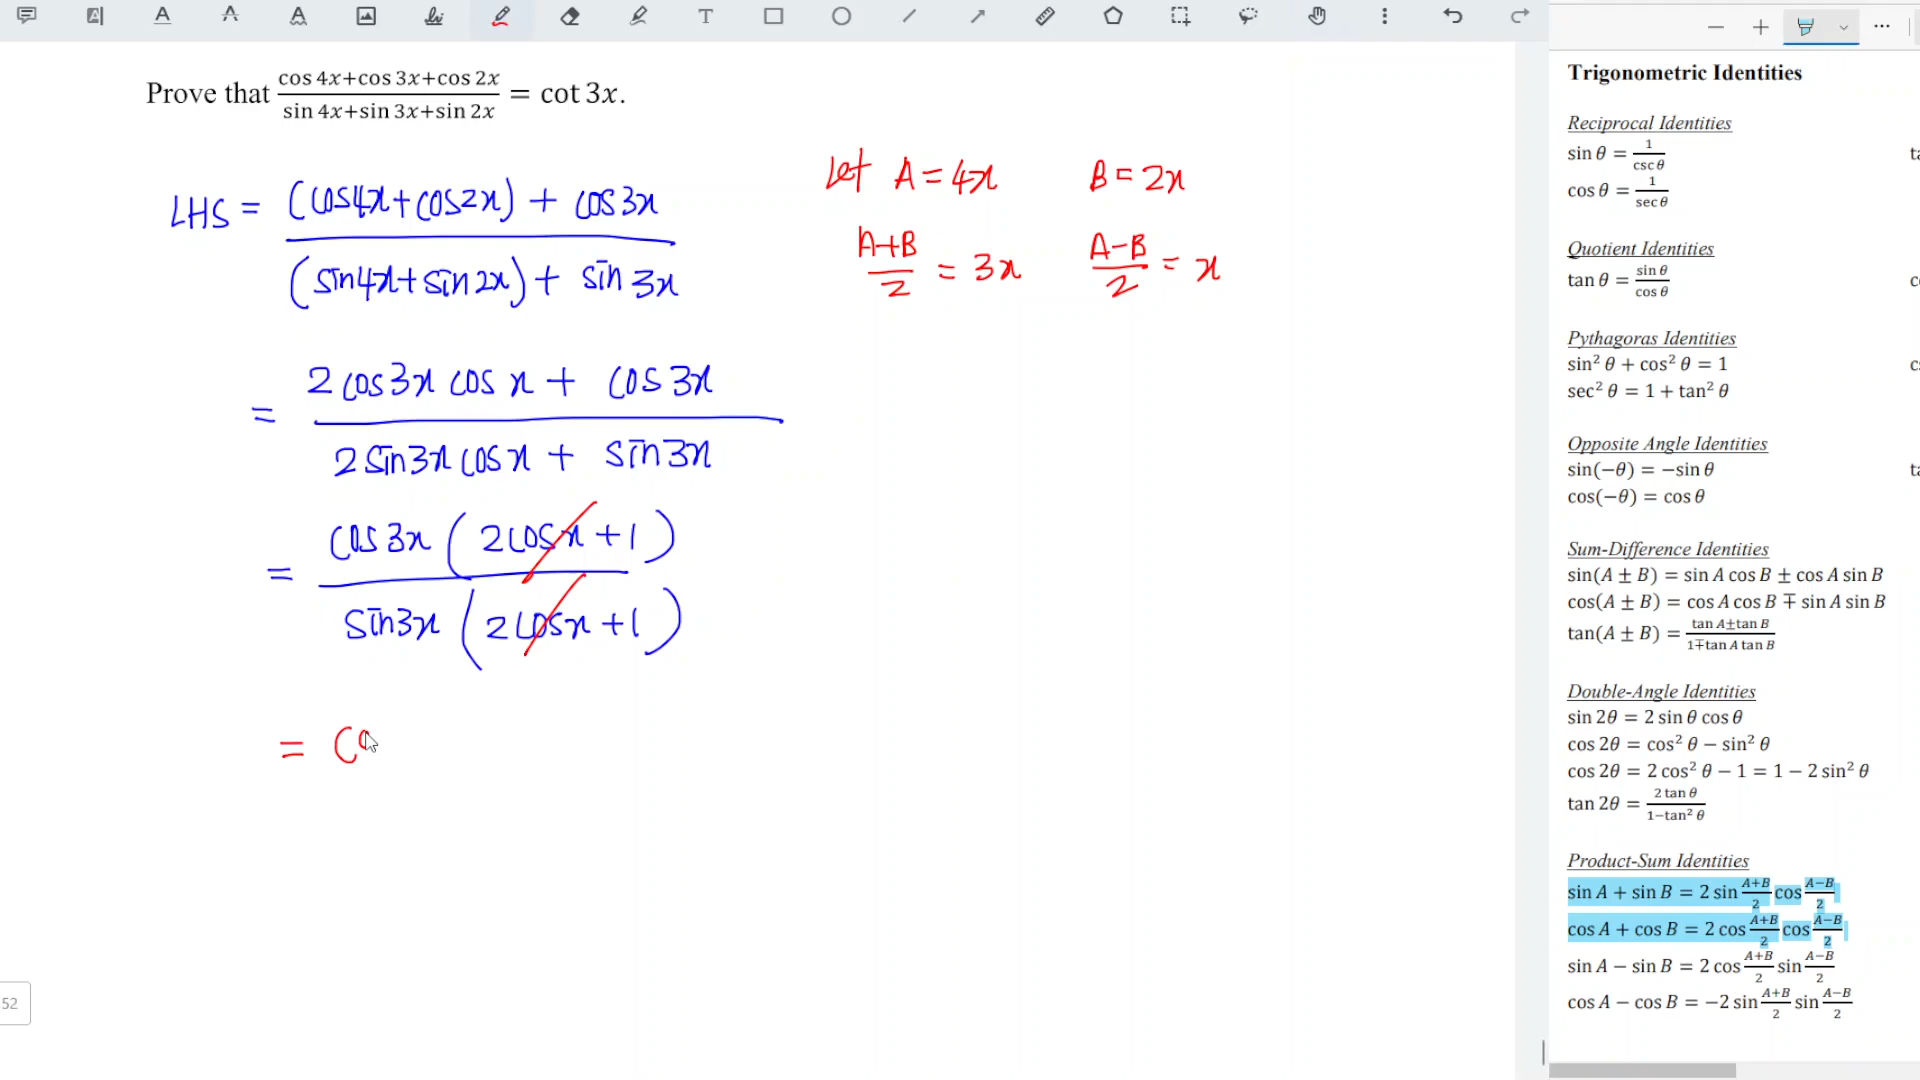 Prove that (cos 4x+cos 3x+cos 2x)/(sin 4x+sin 3x+sin 2x) = cot 3x.
LHS = ((cos4x+cos2x) + cos3x)/((sin4x+sin2x) + sin3x)
= (2cos3x cos x + cos3x)/(2sin3x cosx + sin3x)
= (cos3x (2cosx+1))/(sin3x (2cosx+1))
= co
Let A = 4x B = 2x
(A+B)/2 = 3x (A-B)/2 = x
52
Trigonometric Identities
Reciprocal Identities
sin θ = 1/csc θ
cos θ = 1/sec θ
Quotient Identities
tan θ = sin θ/cos θ
Pythagoras Identities
sin² θ + cos² θ = 1
sec² θ = 1 + tan² θ
Opposite Angle Identities
sin(−θ) = −sin θ
cos(−θ) = cos θ
Sum-Difference Identities
sin(A ± B) = sin A cos B ± cos A sin B
cos(A ± B) = cos A cos B ∓ sin A sin B
tan(A ± B) = (tan A±tan B)/(1∓tan A tan B)
Double-Angle Identities
sin 2θ = 2 sin θ cos θ
cos 2θ = cos² θ − sin² θ
cos 2θ = 2 cos² θ − 1 = 1 − 2 sin² θ
tan 2θ = 2 tan θ/(1−tan² θ)
Product-Sum Identities
sin A + sin B = 2 sin (A+B)/2 cos (A−B)/2
cos A + cos B = 2 cos (A+B)/2 cos (A−B)/2
sin A − sin B = 2 cos (A+B)/2 sin (A−B)/2
cos A − cos B = −2 sin (A+B)/2 sin (A−B)/2